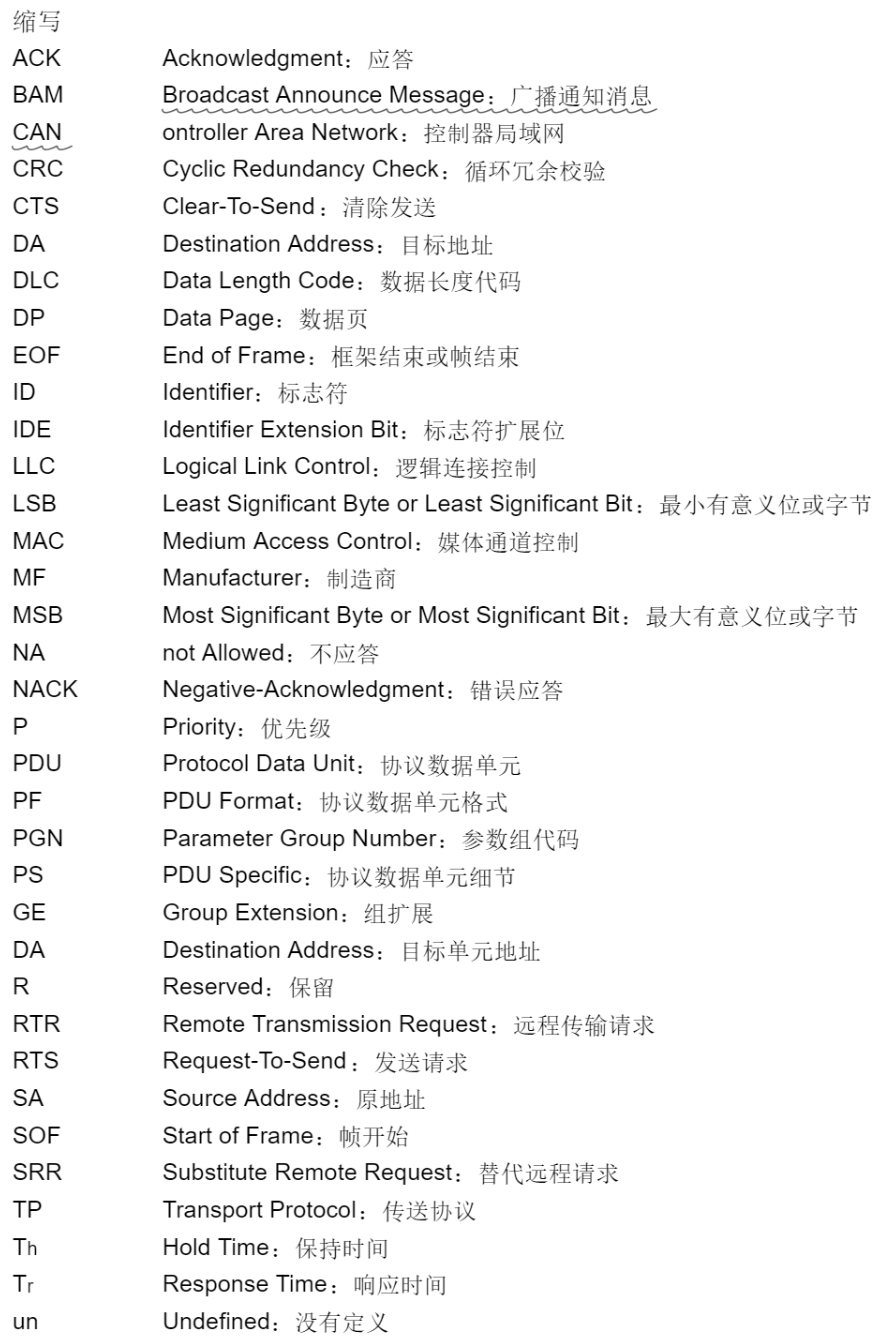 缩写
ACK Acknowledgment：应答
BAM Broadcast Announce Message：广播通知消息
CAN ontroller Area Network：控制器局域网
CRC Cyclic Redundancy Check：循环冗余校验
CTS Clear-To-Send：清除发送
DA Destination Address：目标地址
DLC Data Length Code：数据长度代码
DP Data Page：数据页
EOF End of Frame：框架结束或帧结束
ID Identifier：标志符
IDE Identifier Extension Bit：标志符扩展位
LLC Logical Link Control：逻辑连接控制
LSB Least Significant Byte or Least Significant Bit：最小有意义位或字节
MAC Medium Access Control：媒体通道控制
MF Manufacturer：制造商
MSB Most Significant Byte or Most Significant Bit：最大有意义位或字节
NA not Allowed：不应答
NACK Negative-Acknowledgment：错误应答
P Priority：优先级
PDU Protocol Data Unit：协议数据单元
PF PDU Format：协议数据单元格式
PGN Parameter Group Number：参数组代码
PS PDU Specific：协议数据单元细节
GE Group Extension：组扩展
DA Destination Address：目标单元地址
R Reserved：保留
RTR Remote Transmission Request：远程传输请求
RTS Request-To-Send：发送请求
SA Source Address：原地址
SOF Start of Frame：帧开始
SRR Substitute Remote Request：替代远程请求
TP Transport Protocol：传送协议
Th Hold Time：保持时间
Tr Response Time：响应时间
un Undefined：没有定义